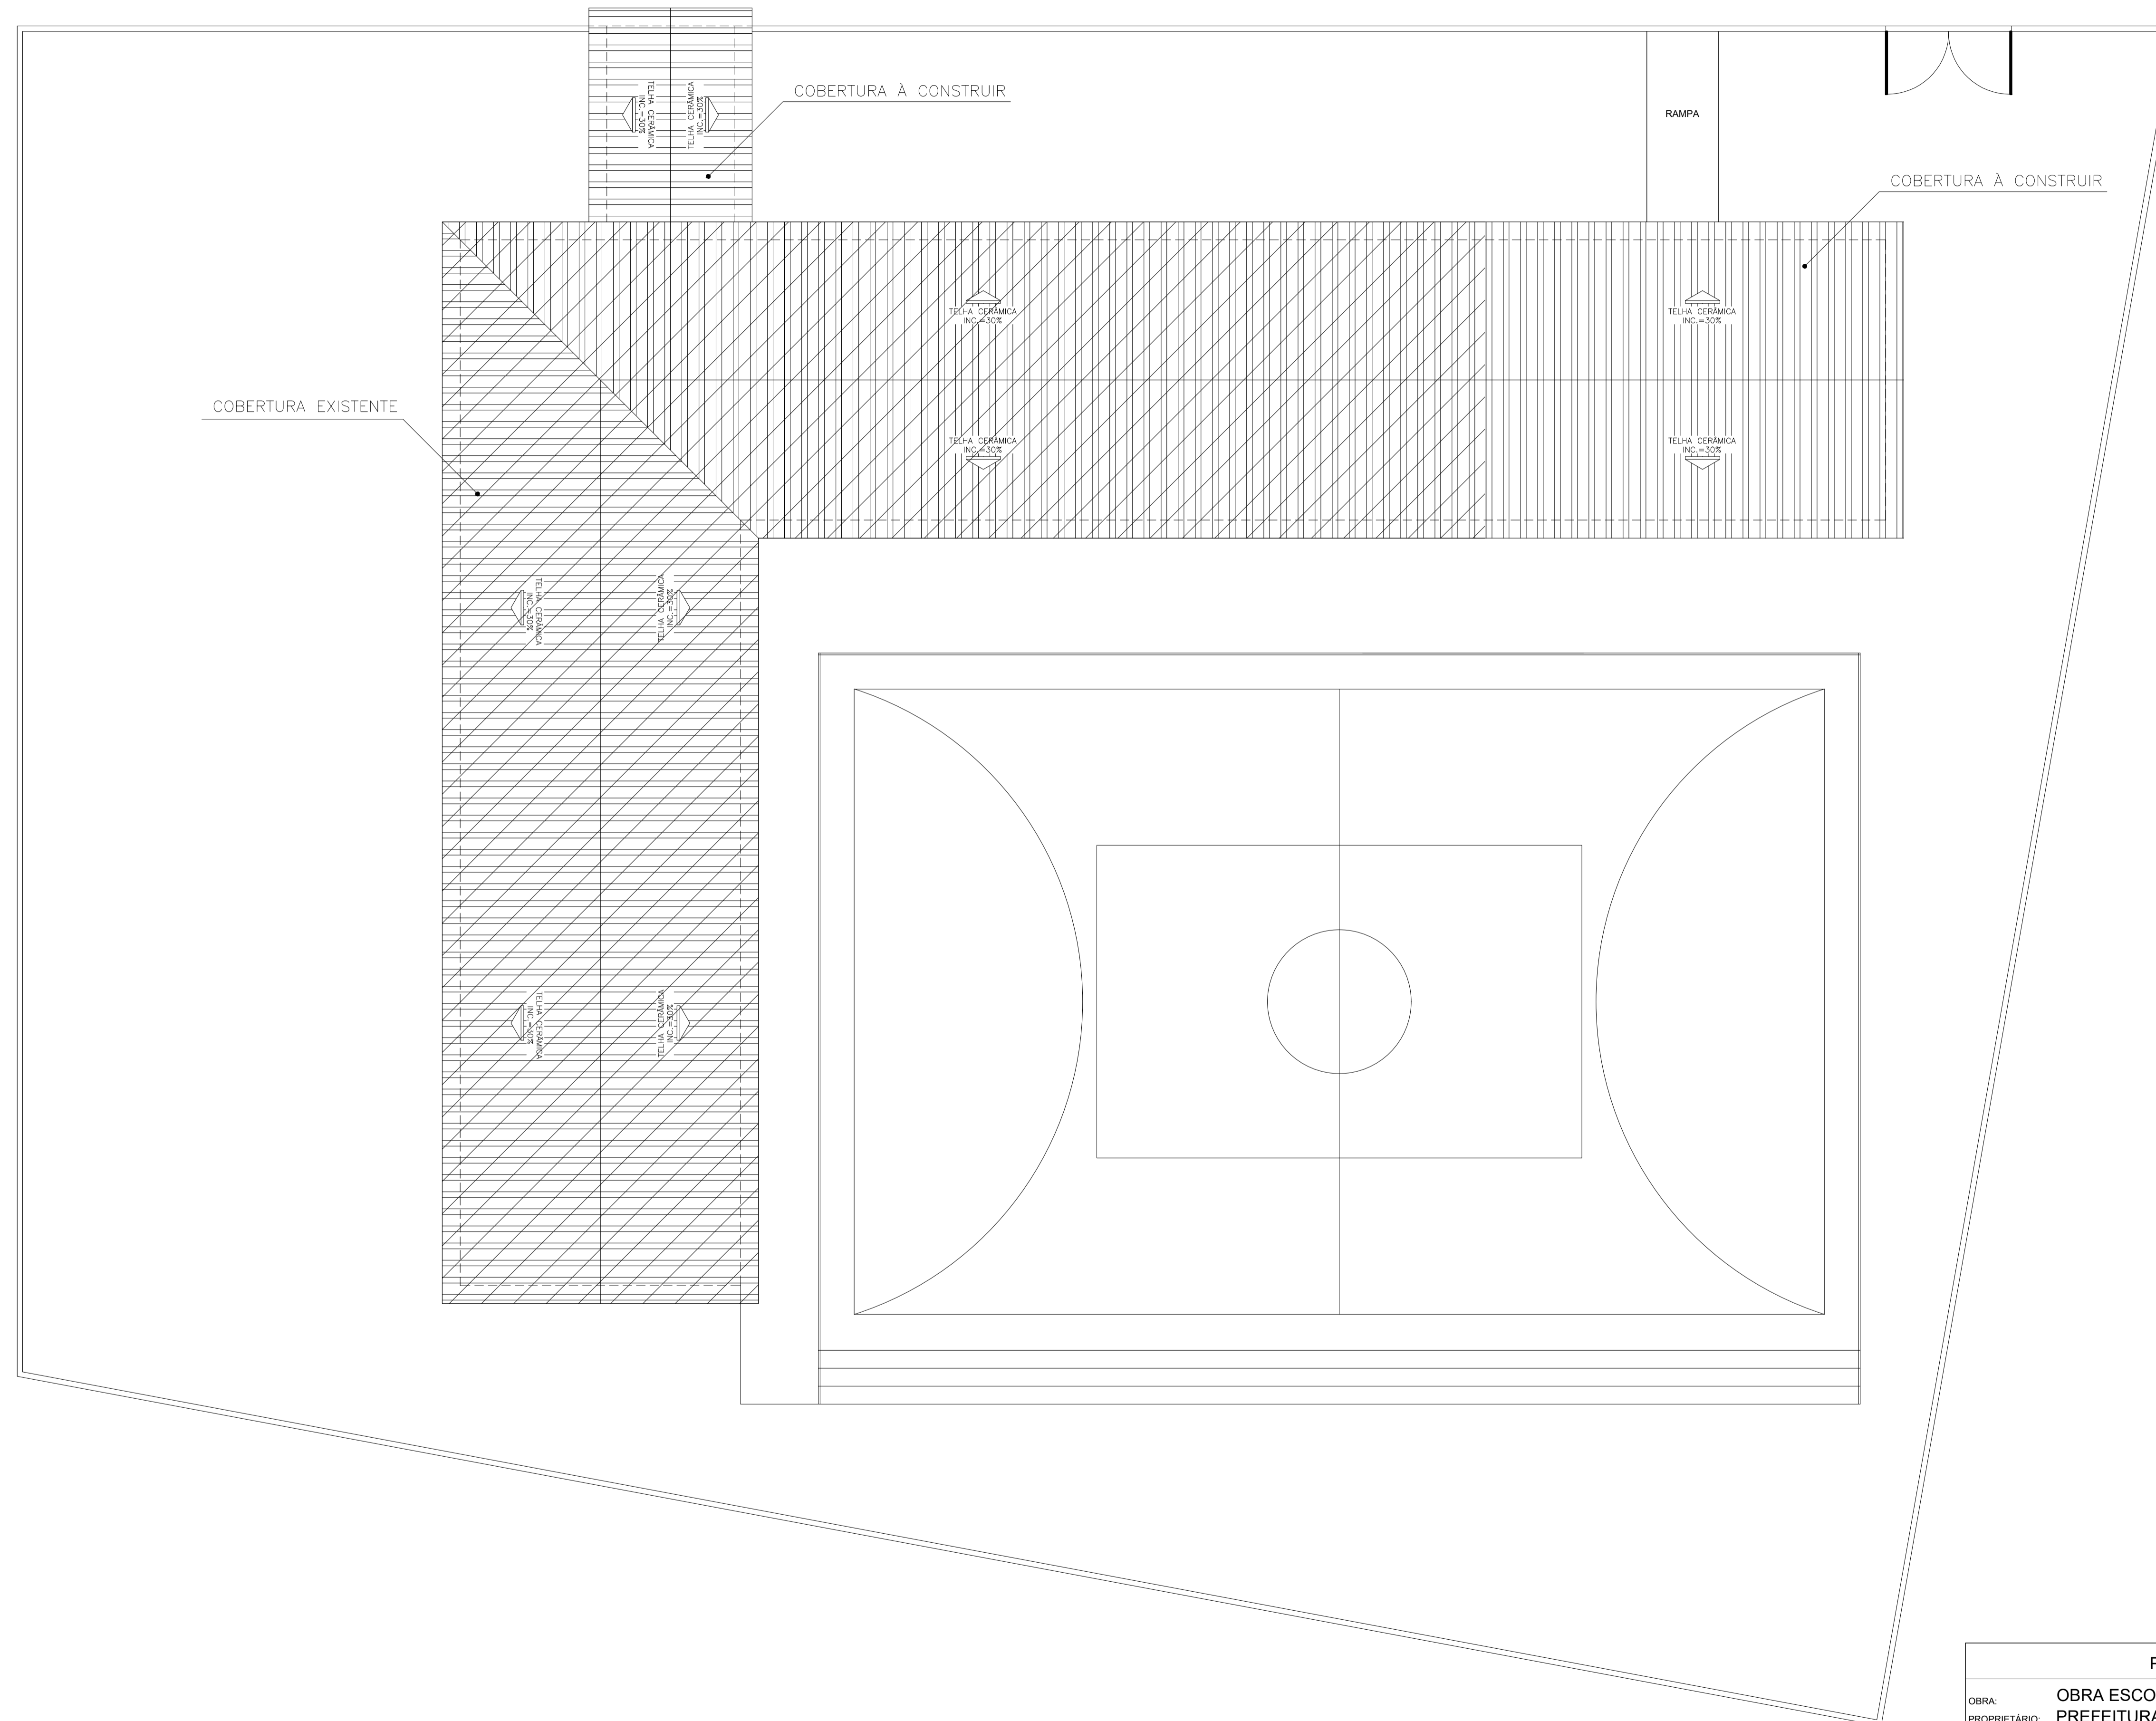 COBERTURA À CONSTRUIR
TELHA CERÂMICA
INC.=30%
TELHA CERÂMICA
INC.=30%
RAMPA
COBERTURA À CONSTRUIR
TELHA CERÂMICA
INC.=30%
TELHA CERÂMICA
INC.=30%
COBERTURA EXISTENTE
TELHA CERÂMICA
INC.=30%
TELHA CERÂMICA
INC.=30%
TELHA CERÂMICA
INC.=30%
TELHA CERÂMICA
INC.=30%
TELHA CERÂMICA
INC.=30%
TELHA CERÂMICA
INC.=30%
OBRA: OBRA ESCO
PROPRIETÁRIO: PREFEITURA